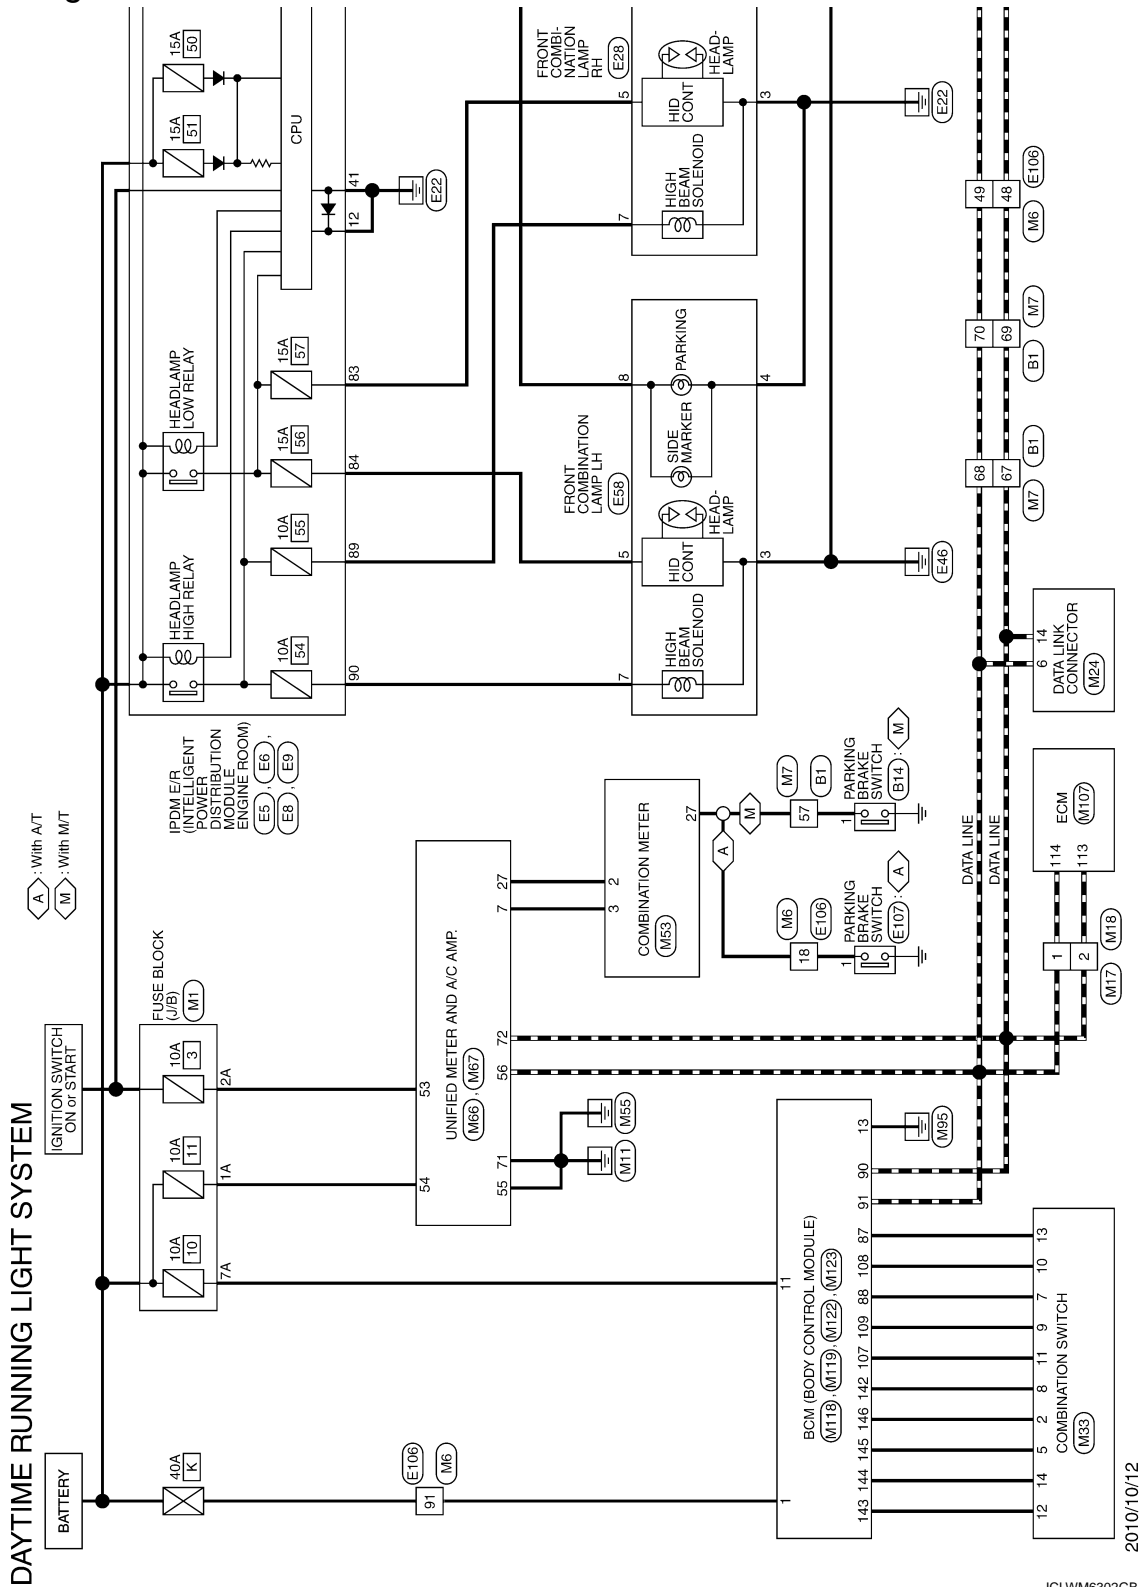 DAYTIME RUNNING LIGHT SYSTEM
BATTERY
IGNITION SWITCH
ON or START
A : With A/T
M : With M/T
40A
K
E106
M6
91
10A
10
10A
11
10A
3
7A
1A
2A
FUSE BLOCK
(J/B)
M1
54
53
UNIFIED METER AND A/C AMP.
M66 , M67
55
71
56
72
7
27
M11
M55
3
2
COMBINATION METER
M53
27
A
M
M6
E106
18
1
PARKING
BRAKE
SWITCH
E107 : A
M7
B1
57
1
PARKING
BRAKE
SWITCH
B14 : M
IPDM E/R
(INTELLIGENT
POWER
DISTRIBUTION
MODULE
ENGINE ROOM)
E5 , E6 ,
E8 , E9
HEADLAMP
HIGH RELAY
HEADLAMP
LOW RELAY
10A
54
10A
55
15A
56
15A
57
15A
51
15A
50
CPU
90
89
84
83
12
41
E22
FRONT
COMBINATION
LAMP LH
E58
7
5
8
HIGH
BEAM
SOLENOID
HID
CONT
HEAD-
LAMP
SIDE
MARKER
PARKING
3
4
E46
FRONT
COMBI-
NATION
LAMP
RH
E28
7
5
HIGH
BEAM
SOLENOID
HID
CONT
HEAD-
LAMP
3
E22
1
11
BCM (BODY CONTROL MODULE)
M118 , M119 , M122 , M123
143
144
145
146
142
107
109
88
108
87
91
90
13
M95
12
14
5
2
8
11
9
7
10
13
COMBINATION SWITCH
M33
DATA LINE
DATA LINE
M17
1
2
M18
114
113
ECM
M107
6
14
DATA LINK
CONNECTOR
M24
68
67
M7
B1
70
69
B1
M7
49
48
M6
E106
2010/10/12